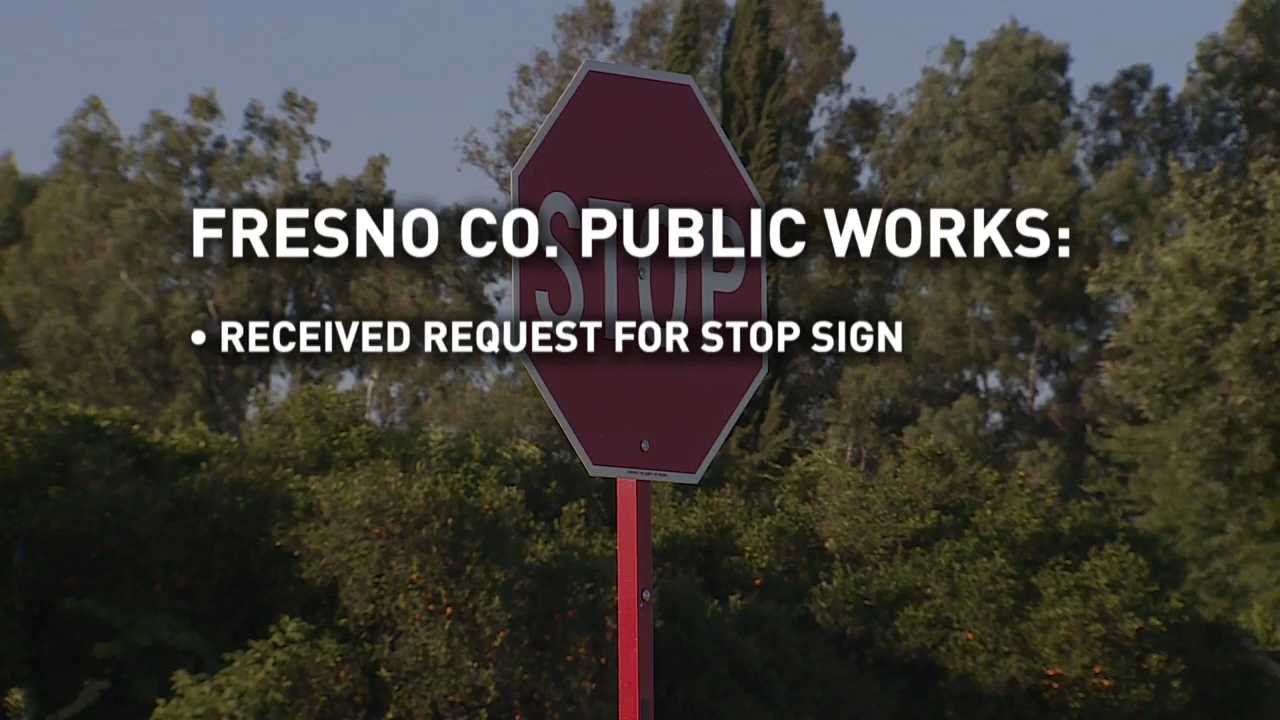 FRESNO CO. PUBLIC WORKS:
STOP
• RECEIVED REQUEST FOR STOP SIGN